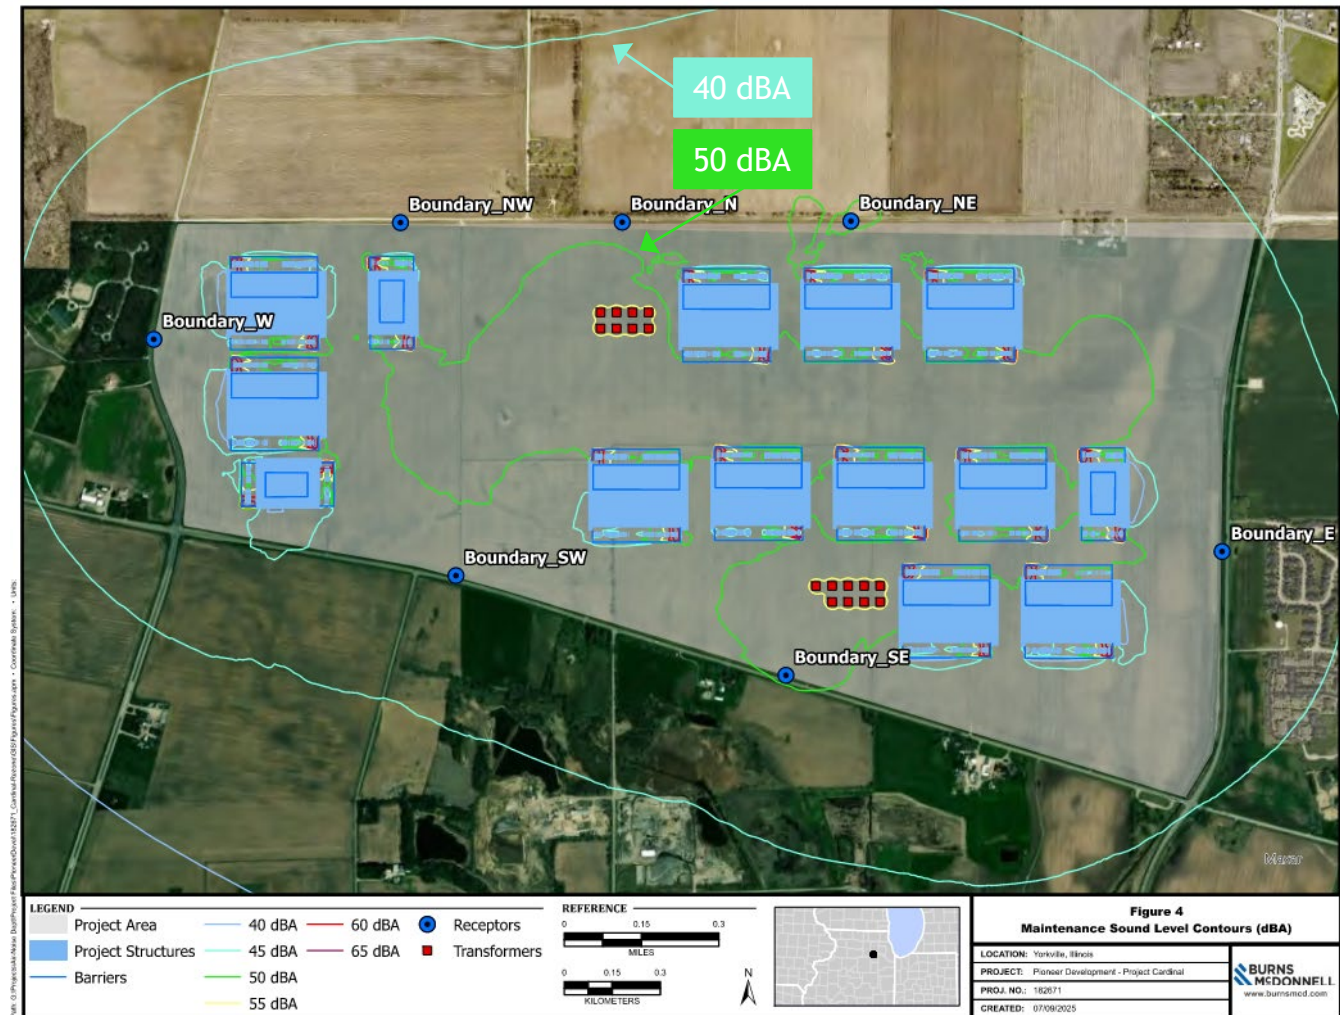 40 dBA
50 dBA
Boundary_NW
Boundary_N
Boundary_NE
Boundary_W
Boundary_E
Boundary_SW
Boundary_SE
Maxar
LEGEND
Project Area
Project Structures
Barriers
40 dBA
45 dBA
50 dBA
55 dBA
60 dBA
65 dBA
Receptors
Transformers
REFERENCE
0 0.15 0.3
MILES
0 0.15 0.3
KILOMETERS
N
Figure 4
Maintenance Sound Level Contours (dBA)
LOCATION: Yorkville, Illinois
PROJECT: Pioneer Development - Project Cardinal
PROJ. NO.: 182671
CREATED: 07/09/2025
BURNS
McDONNELL
www.burnsmcd.com